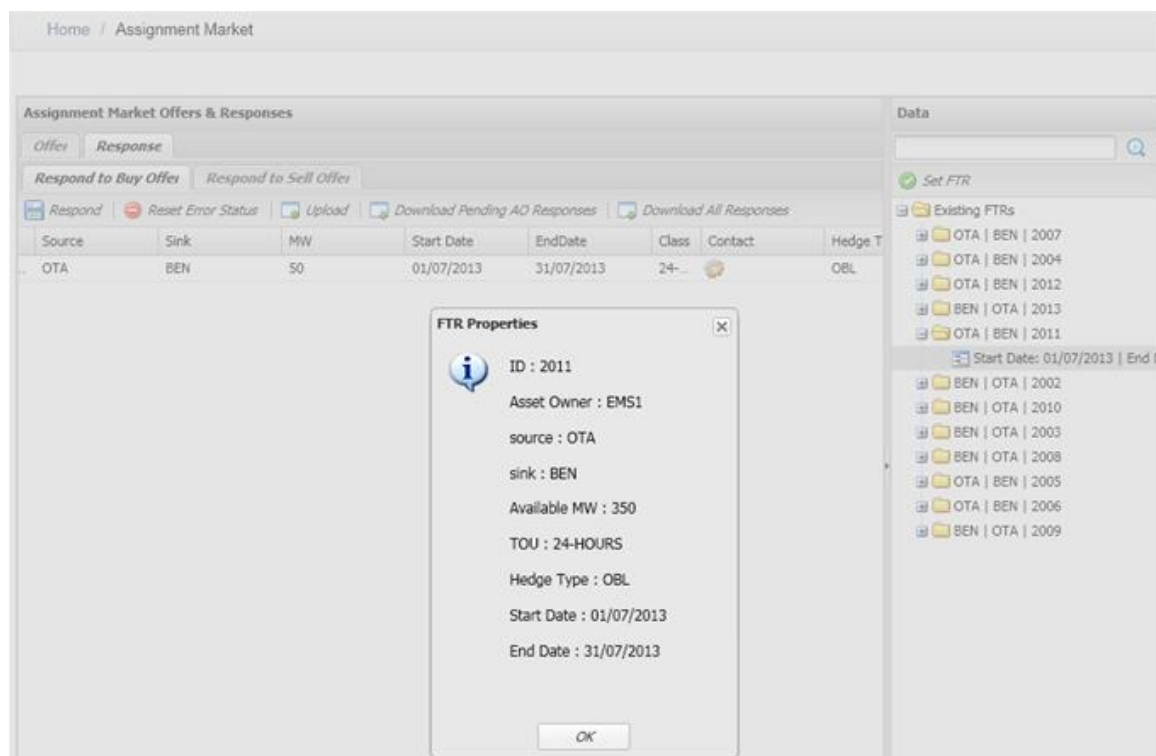 Home / Assignment Market
Assignment Market Offers & Responses
Offer Response
Respond to Buy Offer Respond to Sell Offer
Respond Reset Error Status Upload Download Pending AO Responses Download All Responses
Source Sink MW Start Date EndDate Class Contact Hedge T
OTA BEN 50 01/07/2013 31/07/2013 24-... OBL
FTR Properties
ID : 2011
Asset Owner : EMS1
source : OTA
sink : BEN
Available MW : 350
TOU : 24-HOURS
Hedge Type : OBL
Start Date : 01/07/2013
End Date : 31/07/2013
OK
Data
Set FTR
Existing FTRs
OTA | BEN | 2007
OTA | BEN | 2004
OTA | BEN | 2012
BEN | OTA | 2013
OTA | BEN | 2011
Start Date: 01/07/2013 | End
BEN | OTA | 2002
BEN | OTA | 2010
BEN | OTA | 2003
BEN | OTA | 2008
OTA | BEN | 2005
OTA | BEN | 2006
BEN | OTA | 2009